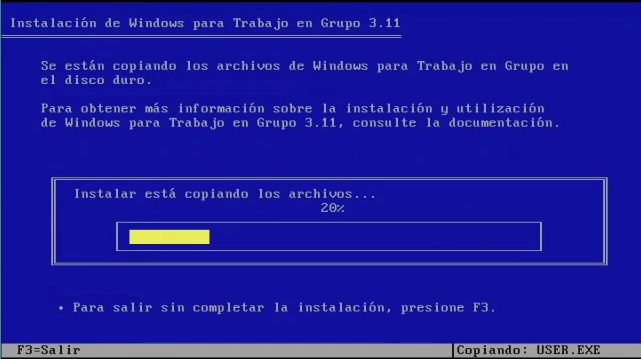 Instalación de Windows para Trabajo en Grupo 3.11
Se están copiando los archivos de Windows para Trabajo en Grupo en
el disco duro.
Para obtener más información sobre la instalación y utilización
de Windows para Trabajo en Grupo 3.11, consulte la documentación.
Instalar está copiando los archivos...
20%
• Para salir sin completar la instalación, presione F3.
F3=Salir
Copiando: USER.EXE